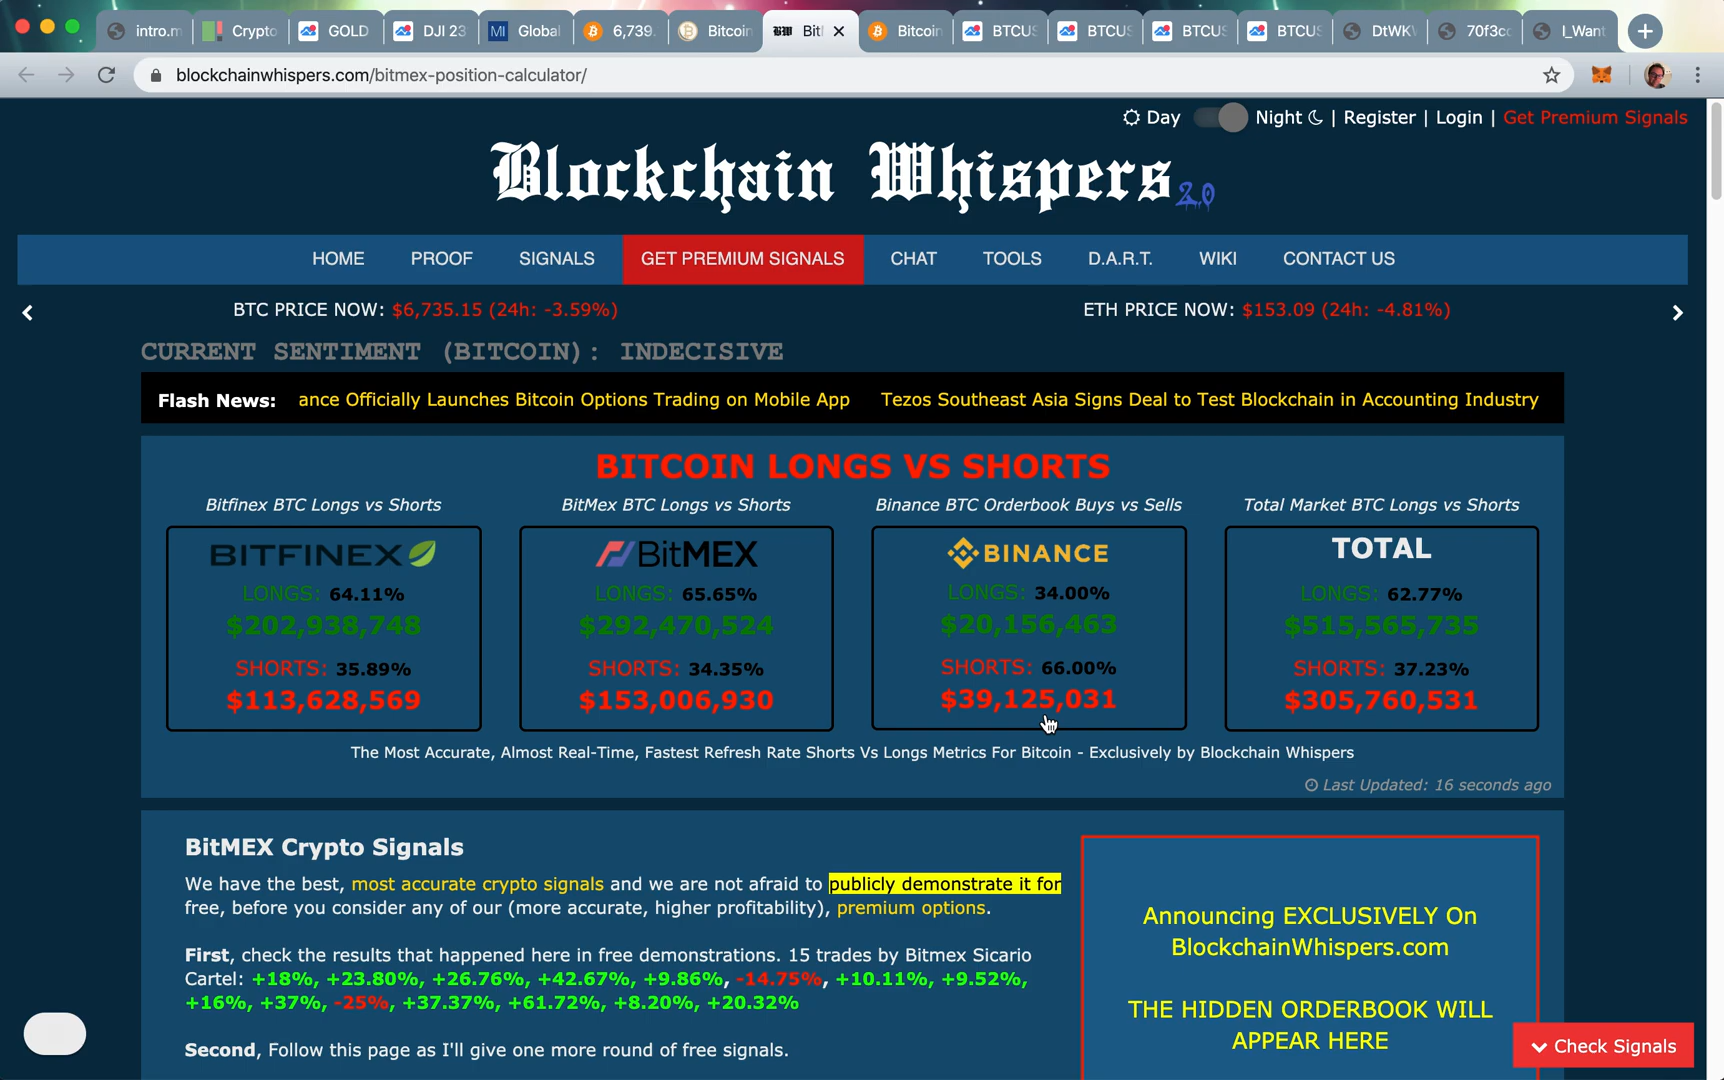 intro.m
Crypto
GOLD
DJI 23
Global
6,739.
Bitcoin
Bit
Bitcoin
BTCUS
BTCUS
BTCUS
BTCUS
DtWKV
70f3cc
I_Want
blockchainwhispers.com/bitmex-position-calculator/
Day Night | Register | Login | Get Premium Signals
Blockchain Whispers 2.0
HOME PROOF SIGNALS GET PREMIUM SIGNALS CHAT TOOLS D.A.R.T. WIKI CONTACT US
BTC PRICE NOW: $6,735.15 (24h: -3.59%) ETH PRICE NOW: $153.09 (24h: -4.81%)
CURRENT SENTIMENT (BITCOIN): INDECISIVE
Flash News: ance Officially Launches Bitcoin Options Trading on Mobile App Tezos Southeast Asia Signs Deal to Test Blockchain in Accounting Industry
BITCOIN LONGS VS SHORTS
Bitfinex BTC Longs vs Shorts
BITFINEX
LONGS: 64.11%
$202,938,748
SHORTS: 35.89%
$113,628,569
BitMex BTC Longs vs Shorts
BitMEX
LONGS: 65.65%
$292,470,524
SHORTS: 34.35%
$153,006,930
Binance BTC Orderbook Buys vs Sells
BINANCE
LONGS: 34.00%
$20,156,463
SHORTS: 66.00%
$39,125,031
Total Market BTC Longs vs Shorts
TOTAL
LONGS: 62.77%
$515,565,735
SHORTS: 37.23%
$305,760,531
The Most Accurate, Almost Real-Time, Fastest Refresh Rate Shorts Vs Longs Metrics For Bitcoin - Exclusively by Blockchain Whispers
Last Updated: 16 seconds ago
BitMEX Crypto Signals
We have the best, most accurate crypto signals and we are not afraid to publicly demonstrate it for
free, before you consider any of our (more accurate, higher profitability), premium options.
First, check the results that happened here in free demonstrations. 15 trades by Bitmex Sicario
Cartel: +18%, +23.80%, +26.76%, +42.67%, +9.86%, -14.75%, +10.11%, +9.52%,
+16%, +37%, -25%, +37.37%, +61.72%, +8.20%, +20.32%
Second, Follow this page as I'll give one more round of free signals.
Announcing EXCLUSIVELY On
BlockchainWhispers.com
THE HIDDEN ORDERBOOK WILL
APPEAR HERE
Check Signals